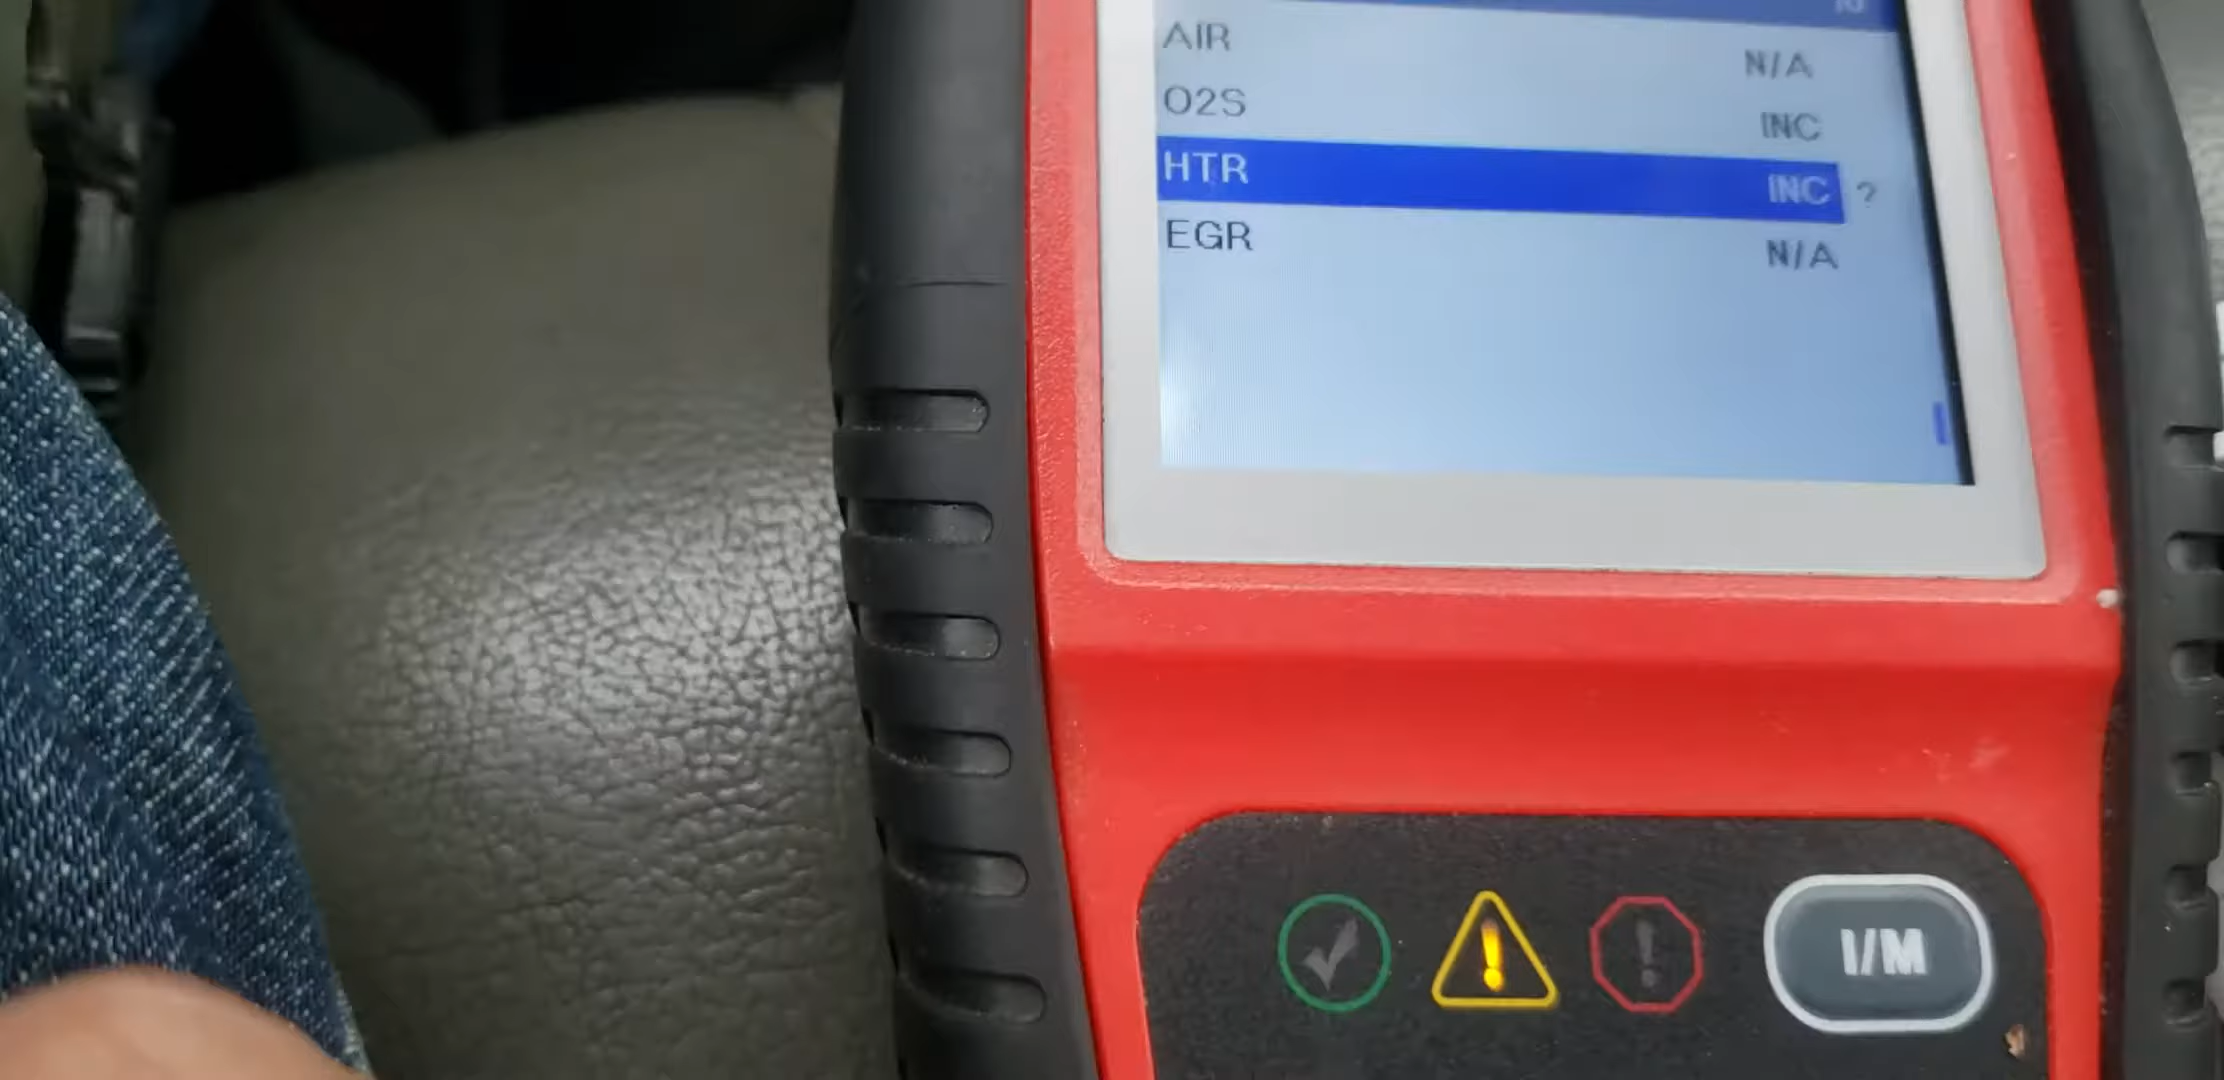 AIR N/A
O2S INC
HTR INC ?
EGR N/A
I/M